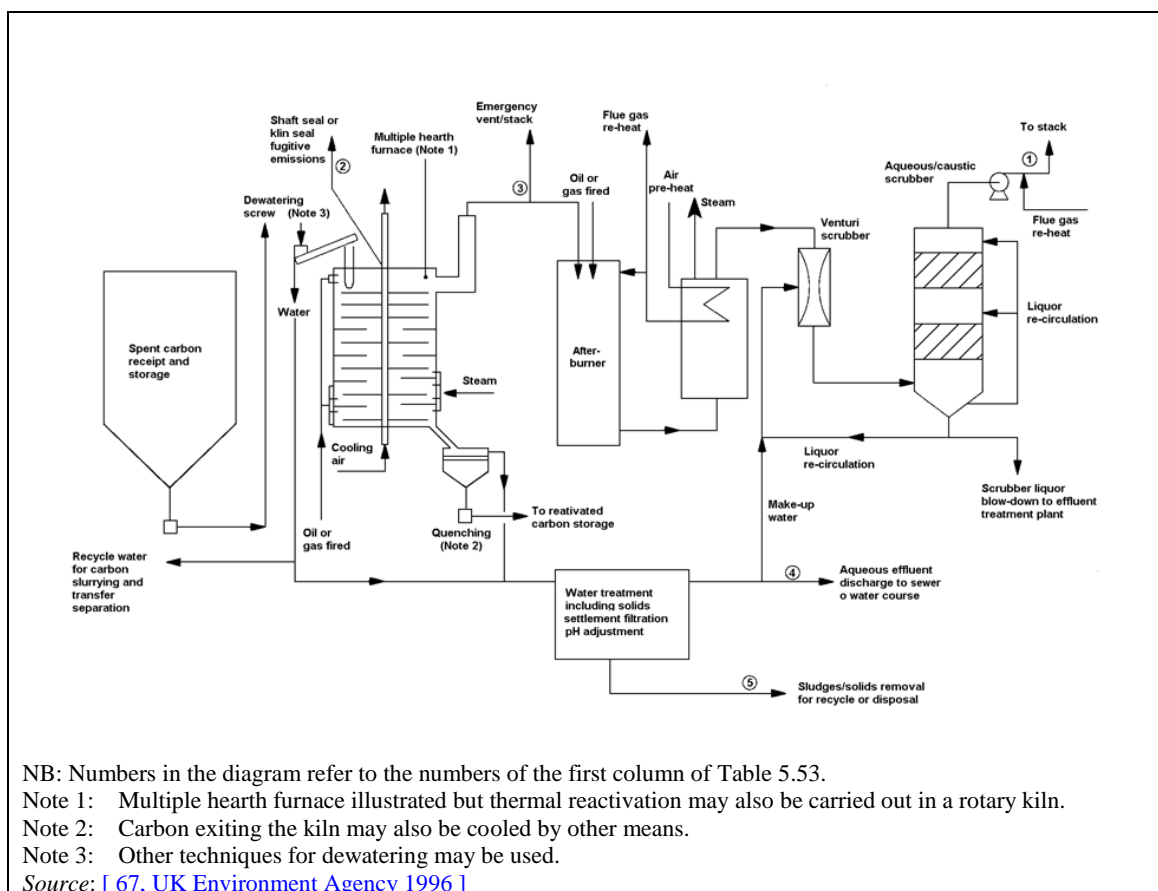 Emergency
vent/stack
Shaft seal or
klin seal
fugitive
emissions
Multiple hearth
furnace (Note 1)
Flue gas
re-heat
To stack
①
②
③
Oil or
gas fired
Air
pre-heat
Steam
Aqueous/caustic
scrubber
Dewatering
screw
(Note 3)
Venturi
scrubber
Flue gas
re-heat
Water
Liquor
re-circulation
Spent carbon
receipt and
storage
After-
burner
Steam
Cooling
air
Liquor
re-circulation
Scrubber liquor
blow-down to effluent
treatment plant
Make-up
water
To reativated
carbon storage
Oil or
gas fired
Quenching
(Note 2)
Recycle water
for carbon
slurrying and
transfer
separation
Water treatment
including solids
settlement filtration
pH adjustment
④
Aqueous effluent
discharge to sewer
o water course
⑤
Sludges/solids removal
for recycle or disposal
NB: Numbers in the diagram refer to the numbers of the first column of Table 5.53.
Note 1: Multiple hearth furnace illustrated but thermal reactivation may also be carried out in a rotary kiln.
Note 2: Carbon exiting the kiln may also be cooled by other means.
Note 3: Other techniques for dewatering may be used.
Source: [ 67, UK Environment Agency 1996 ]